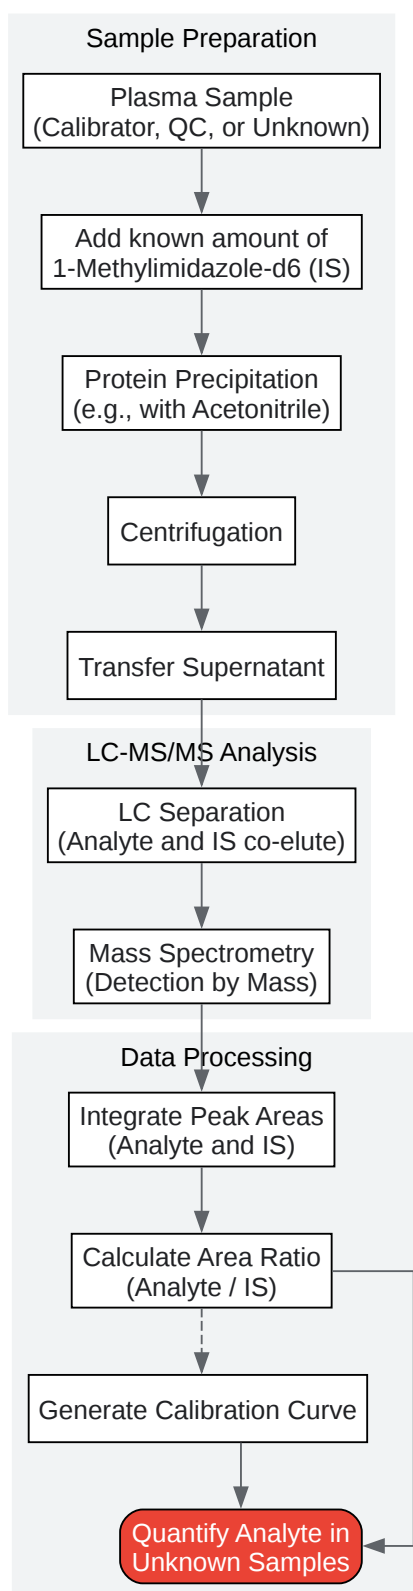 Sample Preparation
Plasma Sample
(Calibrator, QC, or Unknown)
Add known amount of
1-Methylimidazole-d6 (IS)
Protein Precipitation
(e.g., with Acetonitrile)
Centrifugation
Transfer Supernatant
LC-MS/MS Analysis
LC Separation
(Analyte and IS co-elute)
Mass Spectrometry
(Detection by Mass)
Data Processing
Integrate Peak Areas
(Analyte and IS)
Calculate Area Ratio
(Analyte / IS)
Generate Calibration Curve
Quantify Analyte in
Unknown Samples